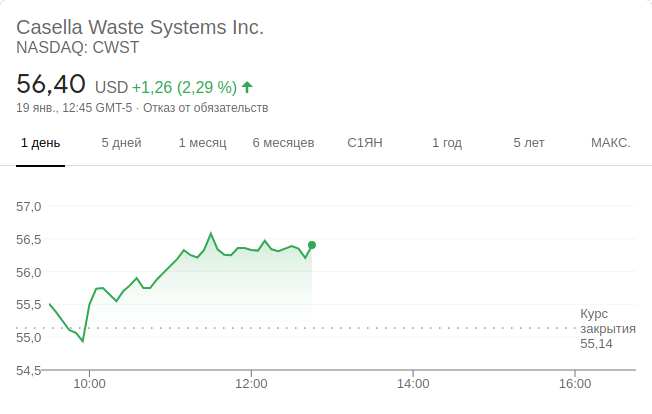 Casella Waste Systems Inc.
NASDAQ: CWST
56,40 USD +1,26 (2,29 %)
19 янв., 12:45 GMT-5 · Отказ от обязательств
1 день 5 дней 1 месяц 6 месяцев С1ЯН 1 год 5 лет МАКС.
57,0
56,5
56,0
55,5
Курс
закрытия
55,0
55,14
54,5
10:00 12:00 14:00 16:00